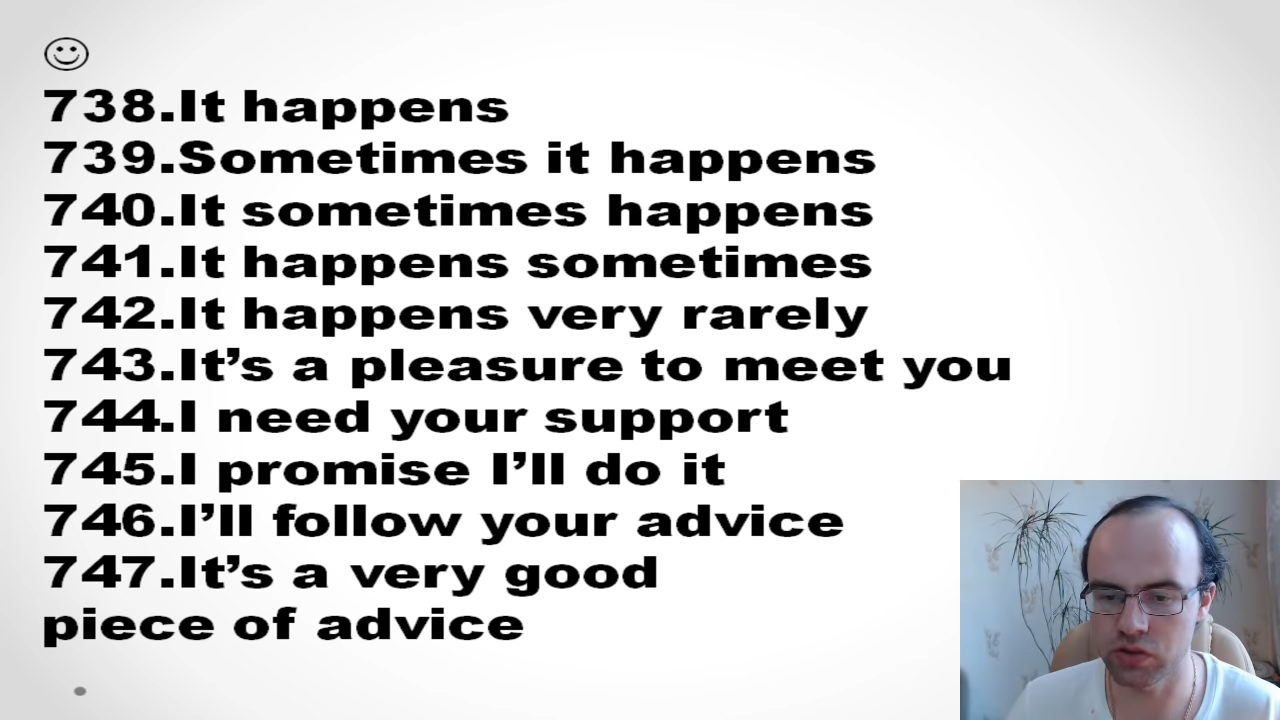 738.It happens
739.Sometimes it happens
740.It sometimes happens
741.It happens sometimes
742.It happens very rarely
743.It’s a pleasure to meet you
744.I need your support
745.I promise I’ll do it
746.I’ll follow your advice
747.It’s a very good
piece of advice